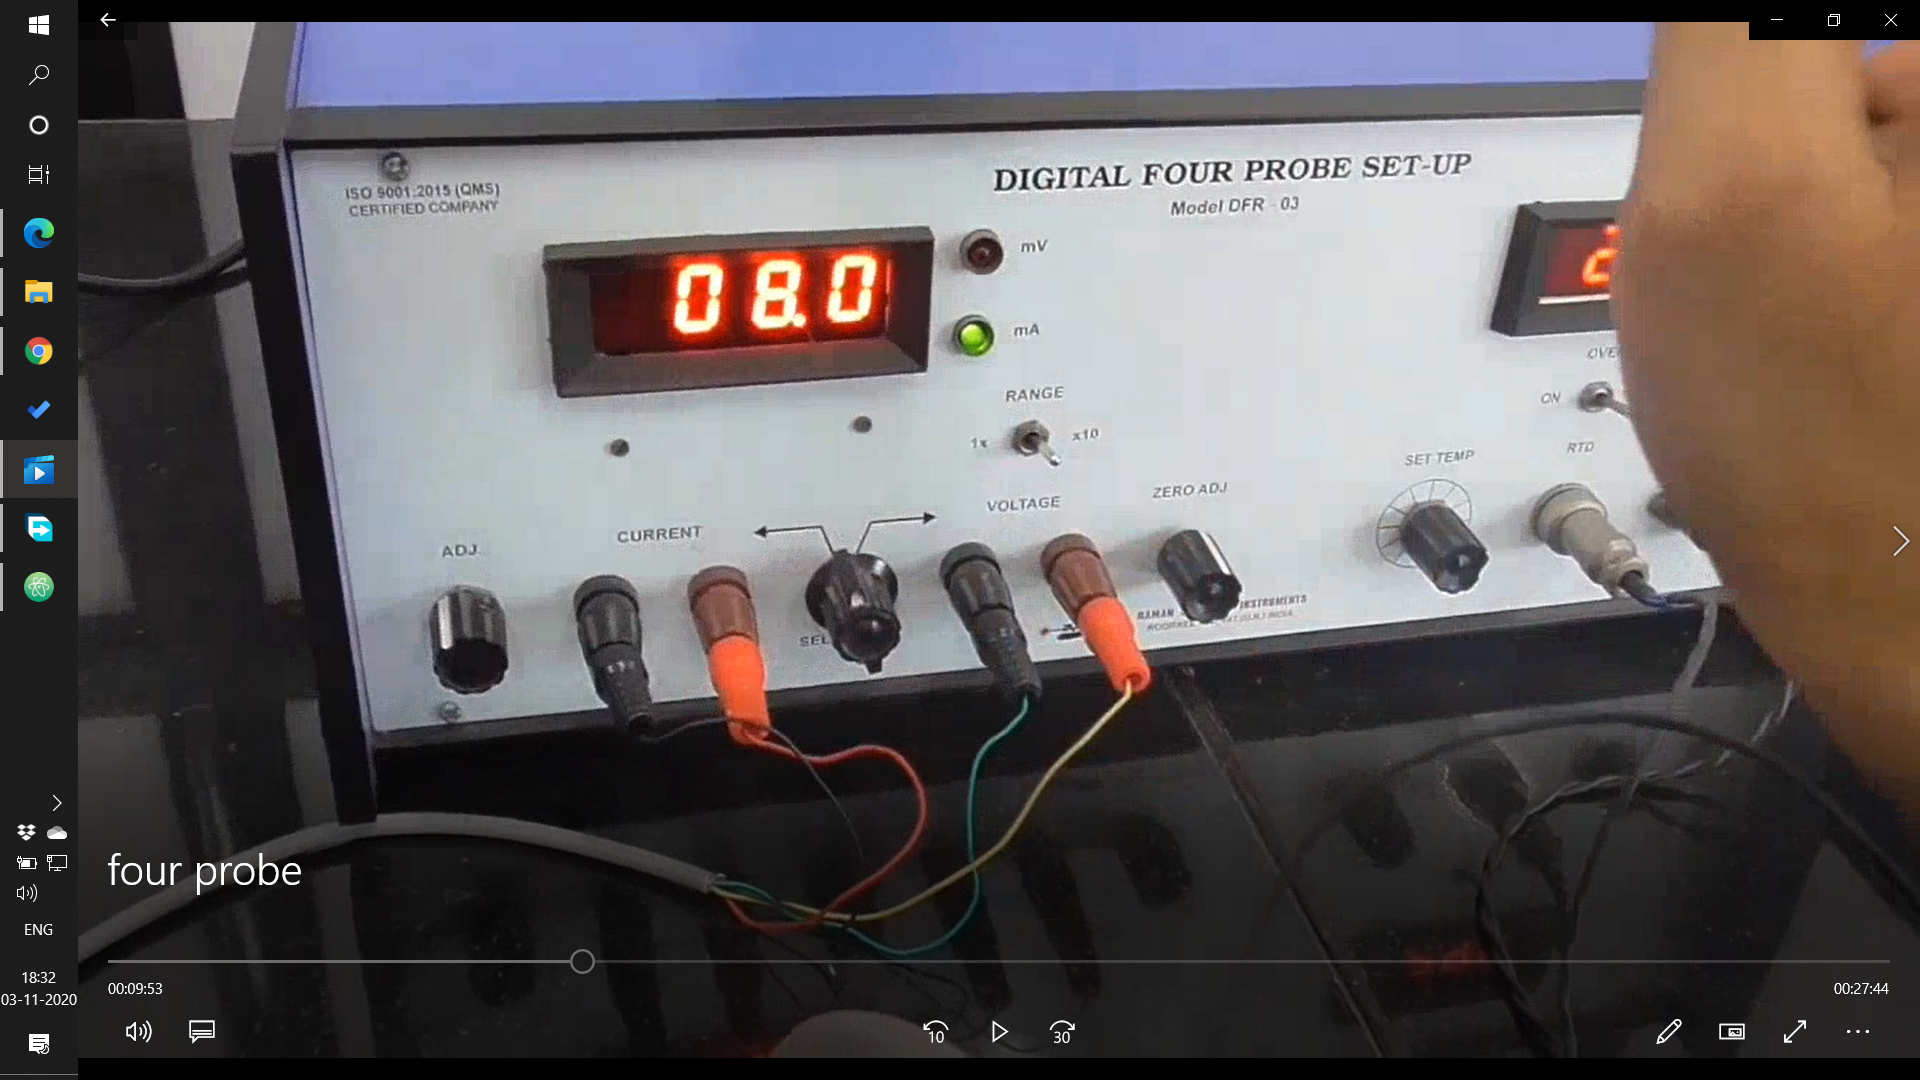 ISO 9001:2015 (QMS)
CERTIFIED COMPANY
DIGITAL FOUR PROBE SET-UP
Model DFR - 03
08.0
mV
mA
RANGE
1x
x10
ON
SET TEMP
RTD
VOLTAGE
ZERO ADJ
CURRENT
ADJ.
INSTRUMENTS
four probe
00:09:53
00:27:44
10
30
ENG
18:32
03-11-2020